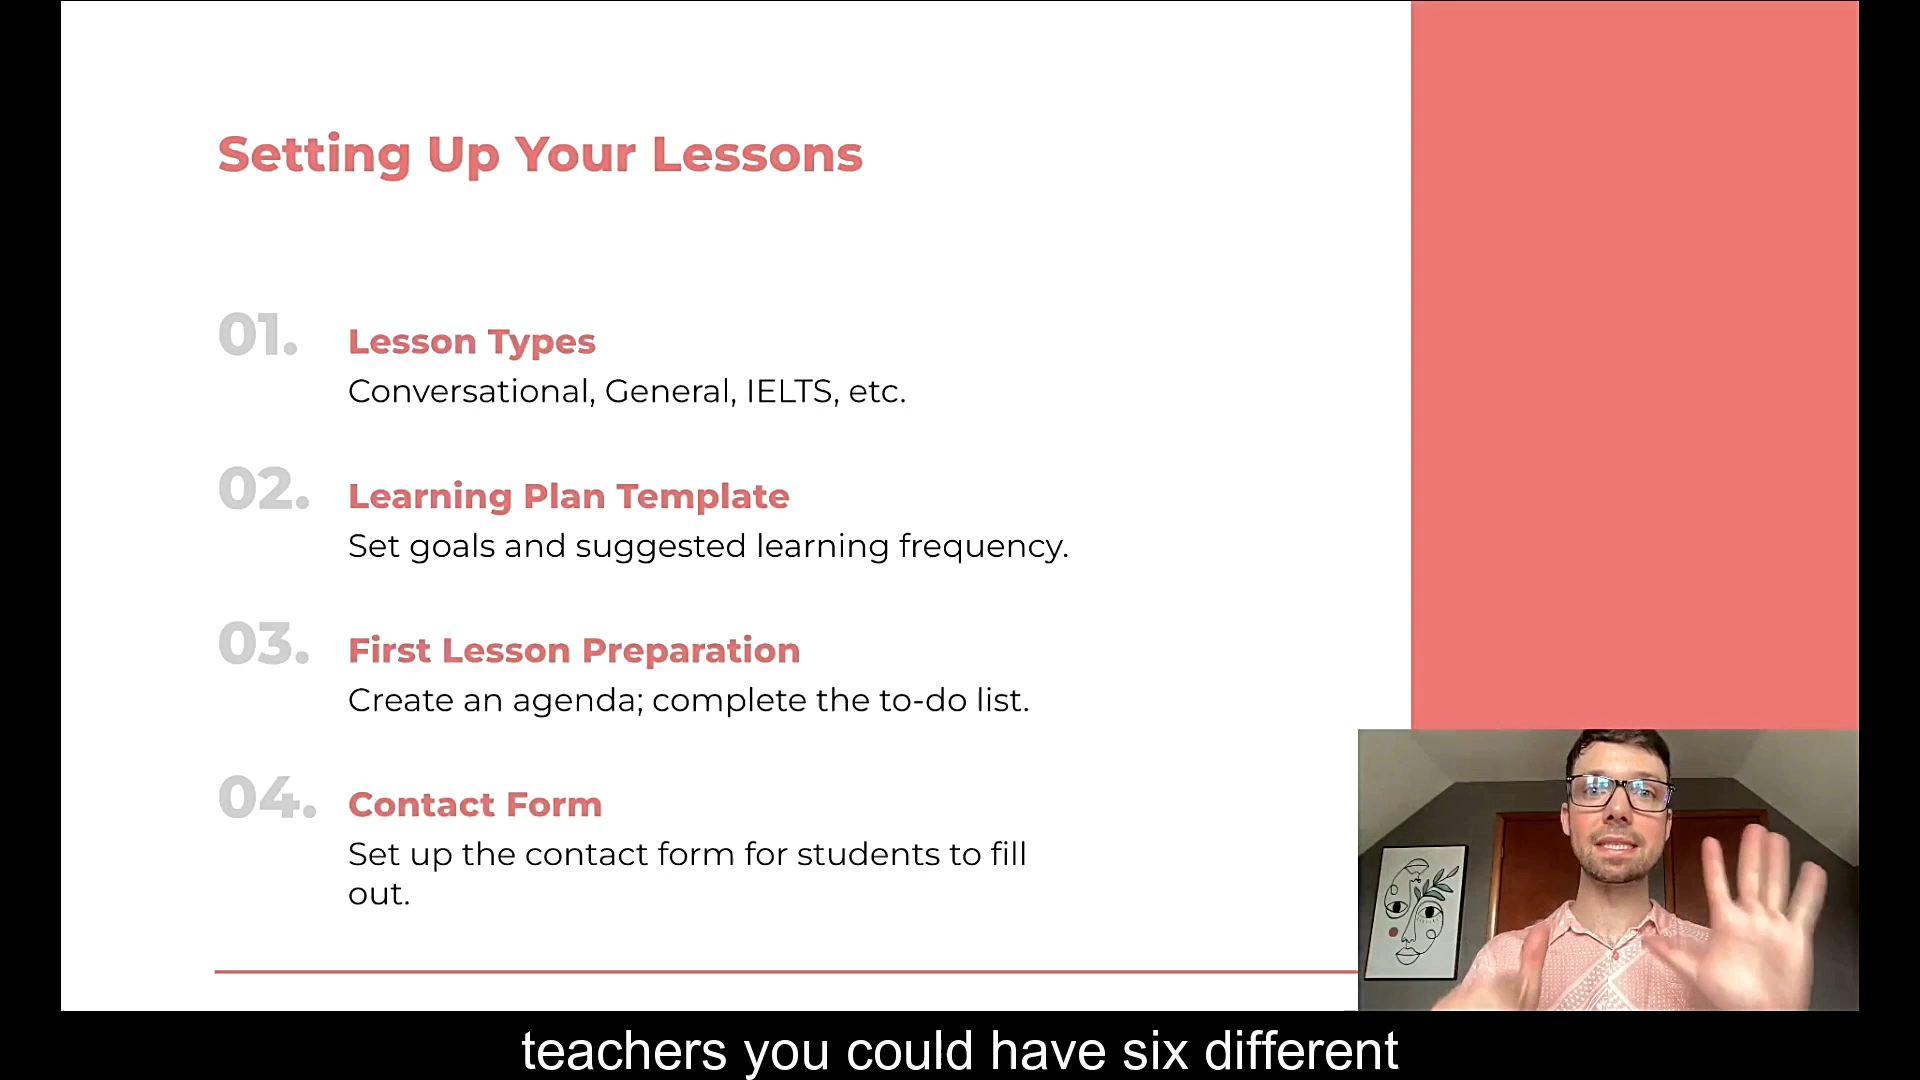 Setting Up Your Lessons
01.
Lesson Types
Conversational, General, IELTS, etc.
02.
Learning Plan Template
Set goals and suggested learning frequency.
03.
First Lesson Preparation
Create an agenda; complete the to-do list.
04.
Contact Form
Set up the contact form for students to fill
out.
teachers you could have six different